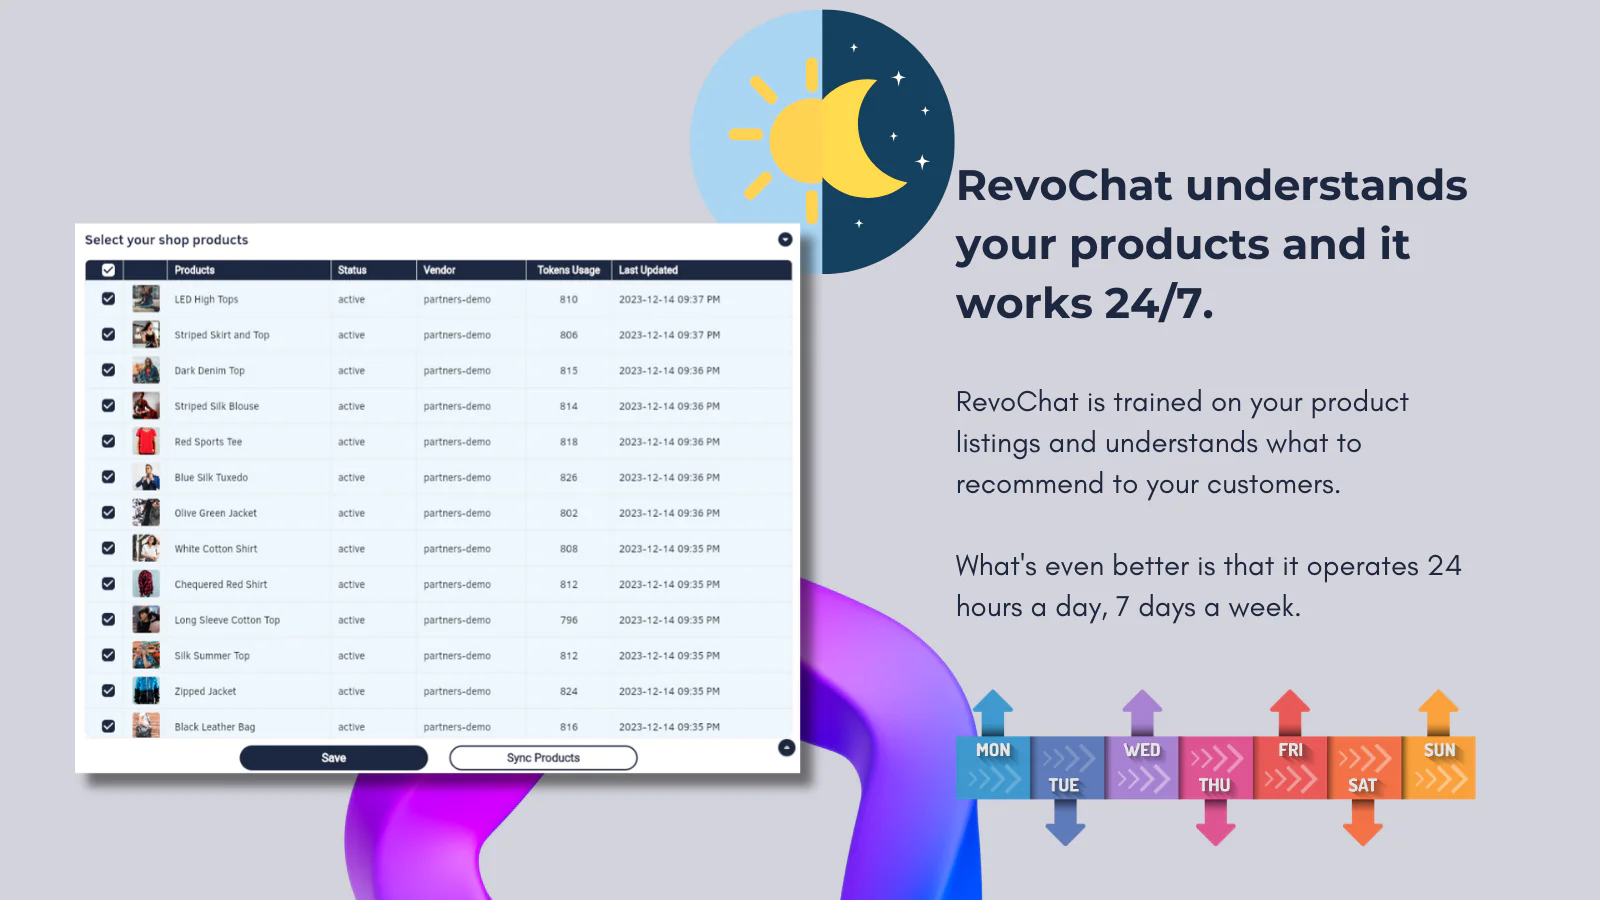 RevoChat understands
your products and it
works 24/7.
RevoChat is trained on your product
listings and understands what to
recommend to your customers.
What's even better is that it operates 24
hours a day, 7 days a week.
Select your shop products
Products Status Vendor Tokens Usage Last Updated
LED High Tops active partners-demo 810 2023-12-14 09:37 PM
Striped Skirt and Top active partners-demo 806 2023-12-14 09:37 PM
Dark Denim Top active partners-demo 815 2023-12-14 09:36 PM
Striped Silk Blouse active partners-demo 814 2023-12-14 09:36 PM
Red Sports Tee active partners-demo 818 2023-12-14 09:36 PM
Blue Silk Tuxedo active partners-demo 826 2023-12-14 09:36 PM
Olive Green Jacket active partners-demo 802 2023-12-14 09:36 PM
White Cotton Shirt active partners-demo 808 2023-12-14 09:35 PM
Chequered Red Shirt active partners-demo 812 2023-12-14 09:35 PM
Long Sleeve Cotton Top active partners-demo 796 2023-12-14 09:35 PM
Silk Summer Top active partners-demo 812 2023-12-14 09:35 PM
Zipped Jacket active partners-demo 824 2023-12-14 09:35 PM
Black Leather Bag active partners-demo 816 2023-12-14 09:35 PM
Save Sync Products
MON TUE WED THU FRI SAT SUN